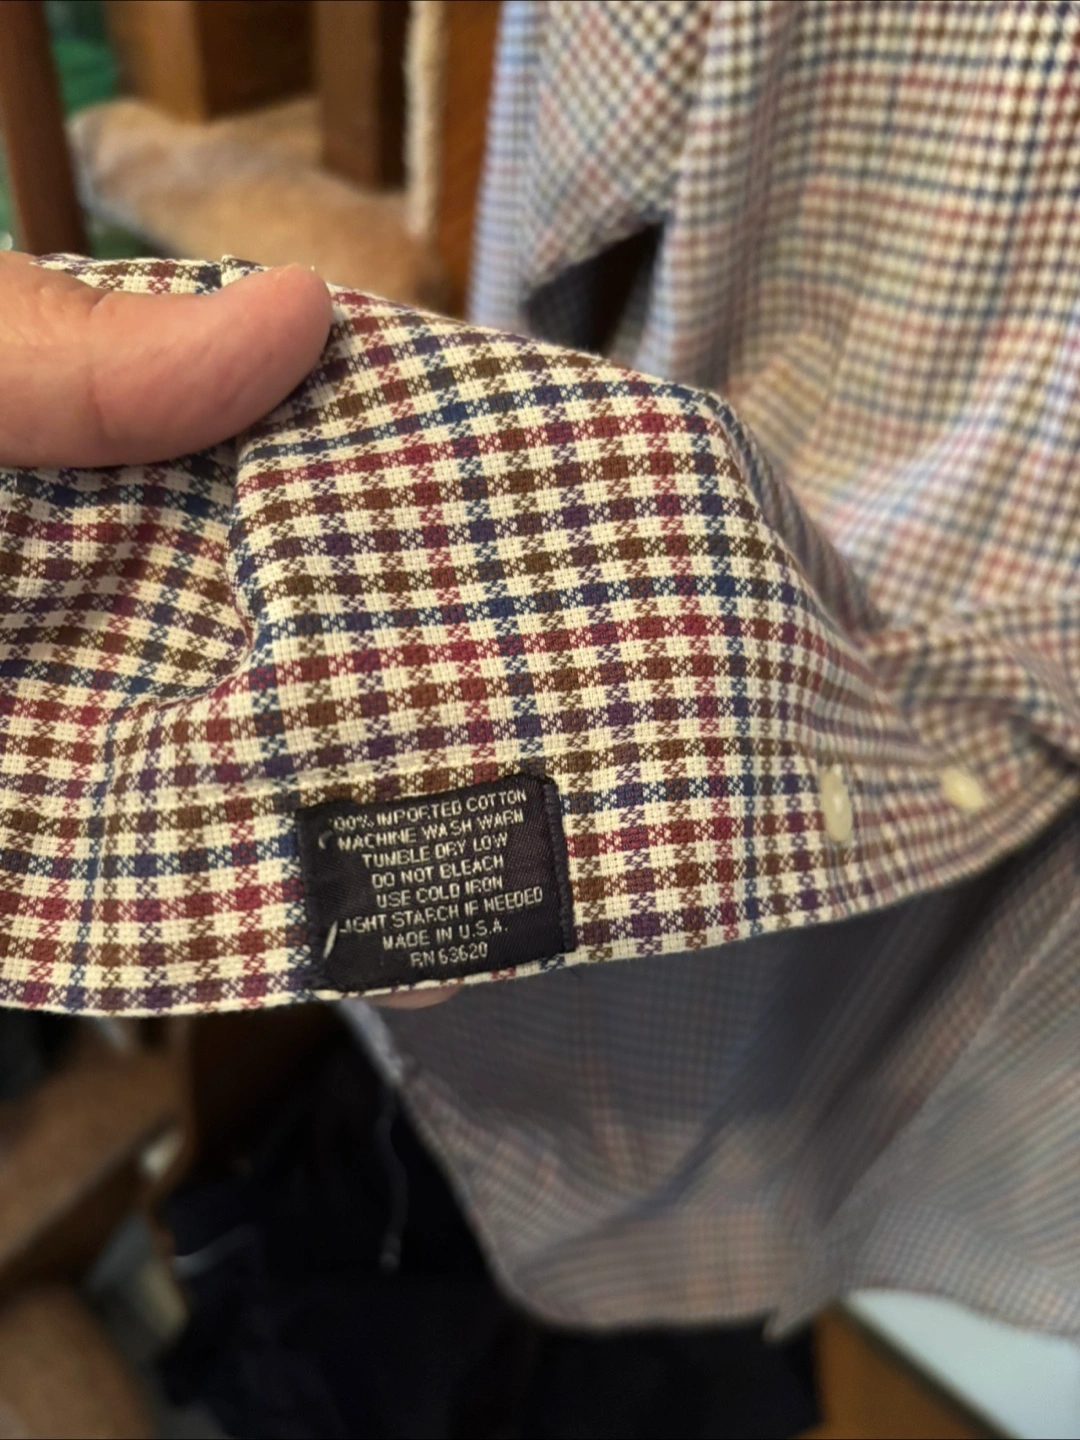 00% IMPORTED COTTON
MACHINE WASH WARM
TUMBLE DRY LOW
DO NOT BLEACH
USE COLD IRON
LIGHT STARCH IF NEEDED
MADE IN U.S.A.
RN 63620